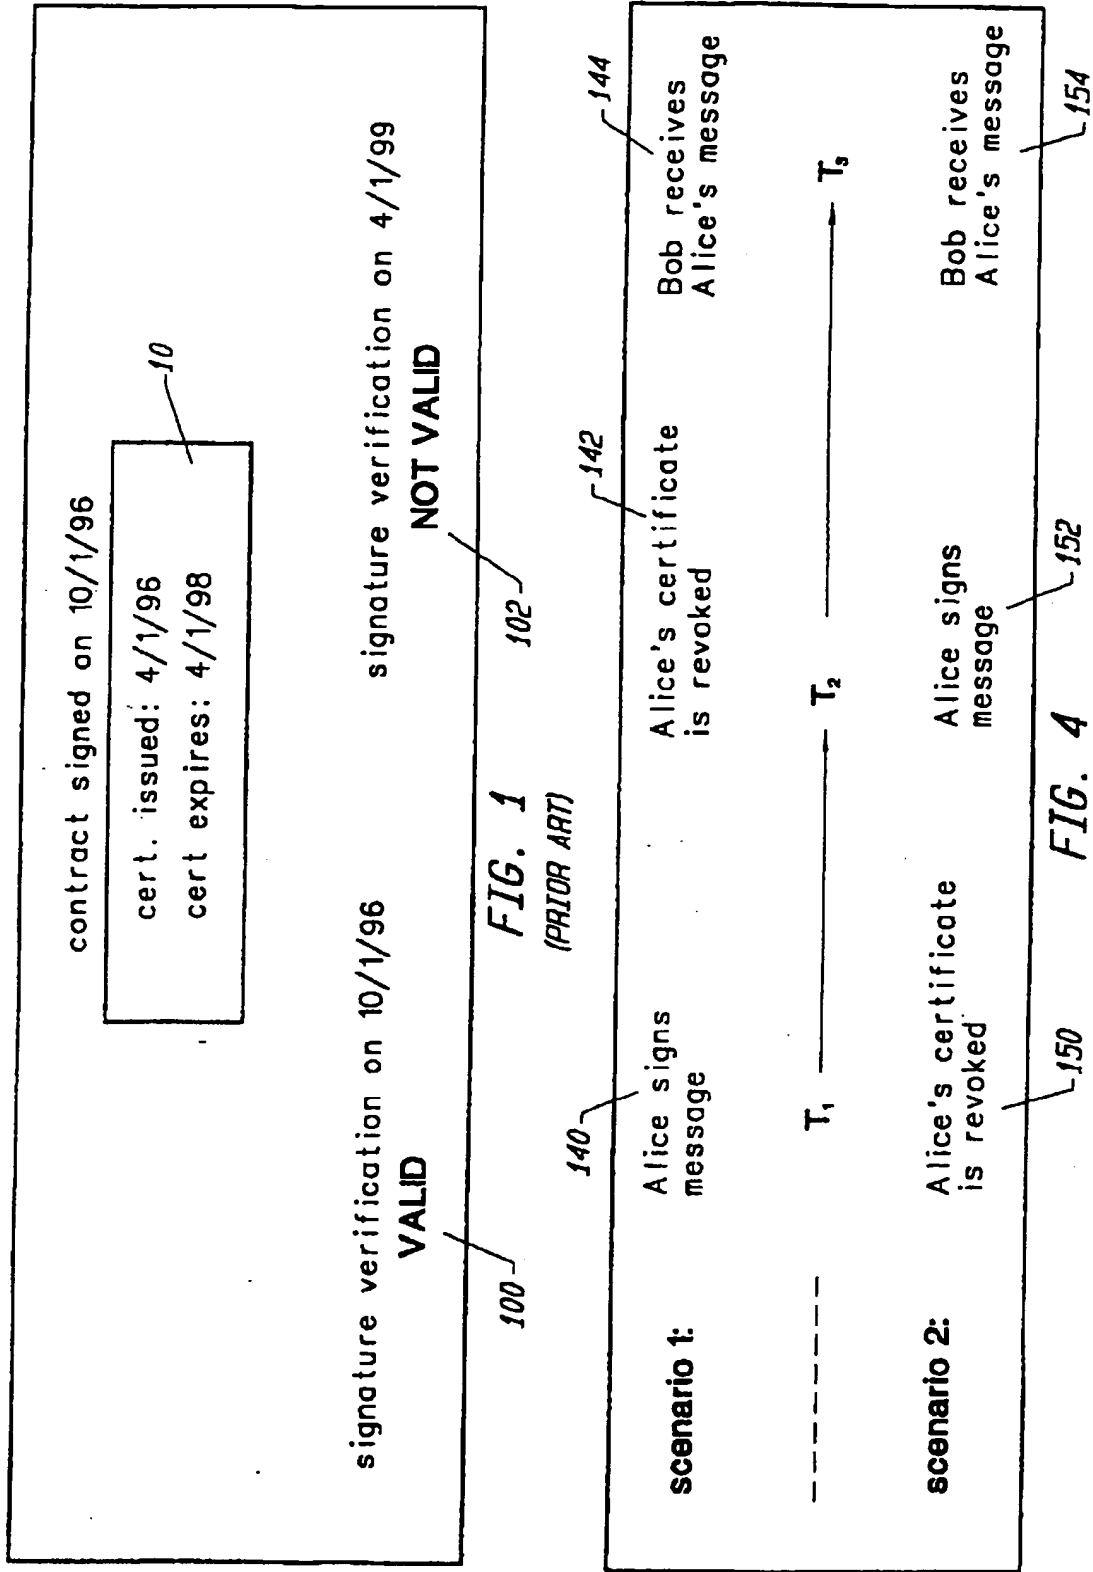 contract signed on 10/1/96
10
cert. issued: 4/1/96
cert expires: 4/1/98
signature verification on 10/1/96
VALID
100
signature verification on 4/1/99
NOT VALID
102
FIG. 1
(PRIOR ART)
scenario 1:
140
Alice signs
message
142
Alice's certificate
is revoked
144
Bob receives
Alice's message
T1
T2
T3
scenario 2:
Alice's certificate
is revoked
150
Alice signs
message
152
Bob receives
Alice's message
154
FIG. 4